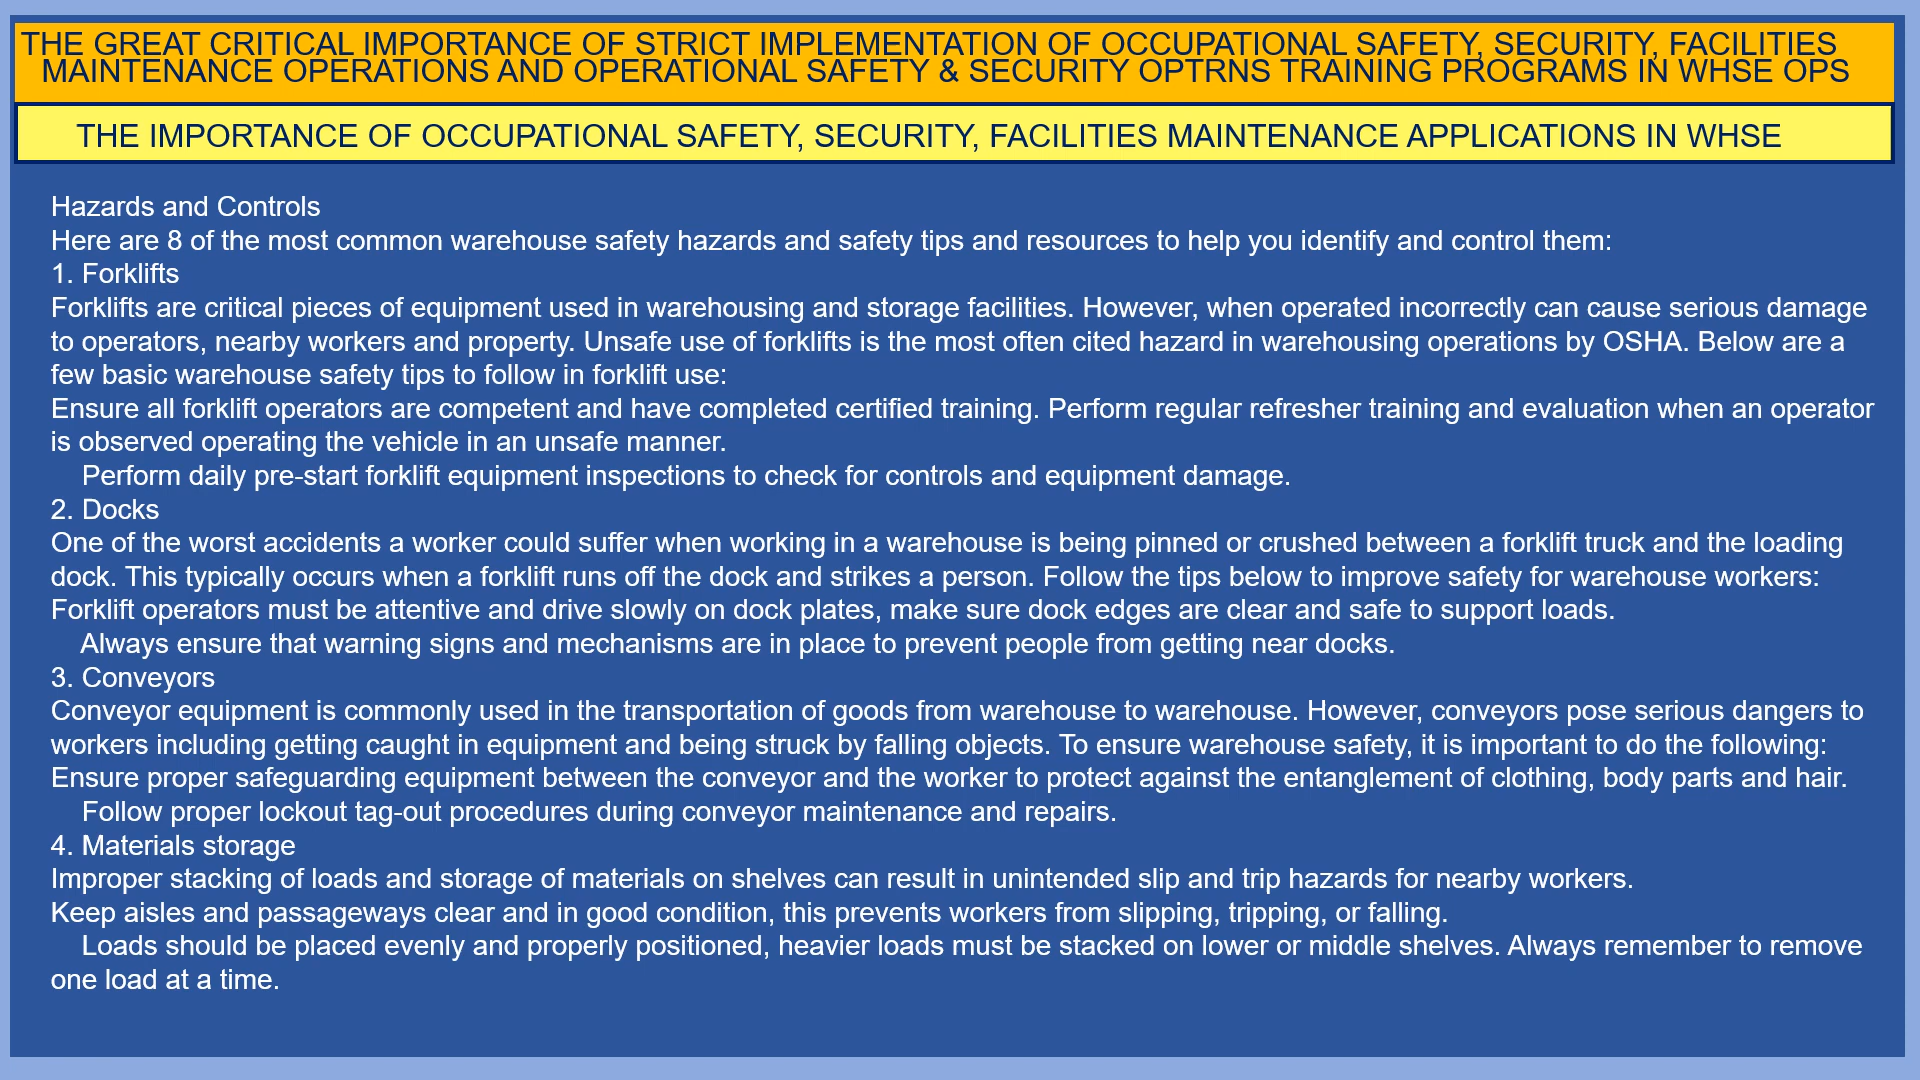 THE GREAT CRITICAL IMPORTANCE OF STRICT IMPLEMENTATION OF OCCUPATIONAL SAFETY, SECURITY, FACILITIES
MAINTENANCE OPERATIONS AND OPERATIONAL SAFETY & SECURITY OPTRNS TRAINING PROGRAMS IN WHSE OPS
THE IMPORTANCE OF OCCUPATIONAL SAFETY, SECURITY, FACILITIES MAINTENANCE APPLICATIONS IN WHSE
Hazards and Controls
Here are 8 of the most common warehouse safety hazards and safety tips and resources to help you identify and control them:
1. Forklifts
Forklifts are critical pieces of equipment used in warehousing and storage facilities. However, when operated incorrectly can cause serious damage
to operators, nearby workers and property. Unsafe use of forklifts is the most often cited hazard in warehousing operations by OSHA. Below are a
few basic warehouse safety tips to follow in forklift use:
Ensure all forklift operators are competent and have completed certified training. Perform regular refresher training and evaluation when an operator
is observed operating the vehicle in an unsafe manner.
Perform daily pre-start forklift equipment inspections to check for controls and equipment damage.
2. Docks
One of the worst accidents a worker could suffer when working in a warehouse is being pinned or crushed between a forklift truck and the loading
dock. This typically occurs when a forklift runs off the dock and strikes a person. Follow the tips below to improve safety for warehouse workers:
Forklift operators must be attentive and drive slowly on dock plates, make sure dock edges are clear and safe to support loads.
Always ensure that warning signs and mechanisms are in place to prevent people from getting near docks.
3. Conveyors
Conveyor equipment is commonly used in the transportation of goods from warehouse to warehouse. However, conveyors pose serious dangers to
workers including getting caught in equipment and being struck by falling objects. To ensure warehouse safety, it is important to do the following:
Ensure proper safeguarding equipment between the conveyor and the worker to protect against the entanglement of clothing, body parts and hair.
Follow proper lockout tag-out procedures during conveyor maintenance and repairs.
4. Materials storage
Improper stacking of loads and storage of materials on shelves can result in unintended slip and trip hazards for nearby workers.
Keep aisles and passageways clear and in good condition, this prevents workers from slipping, tripping, or falling.
Loads should be placed evenly and properly positioned, heavier loads must be stacked on lower or middle shelves. Always remember to remove
one load at a time.